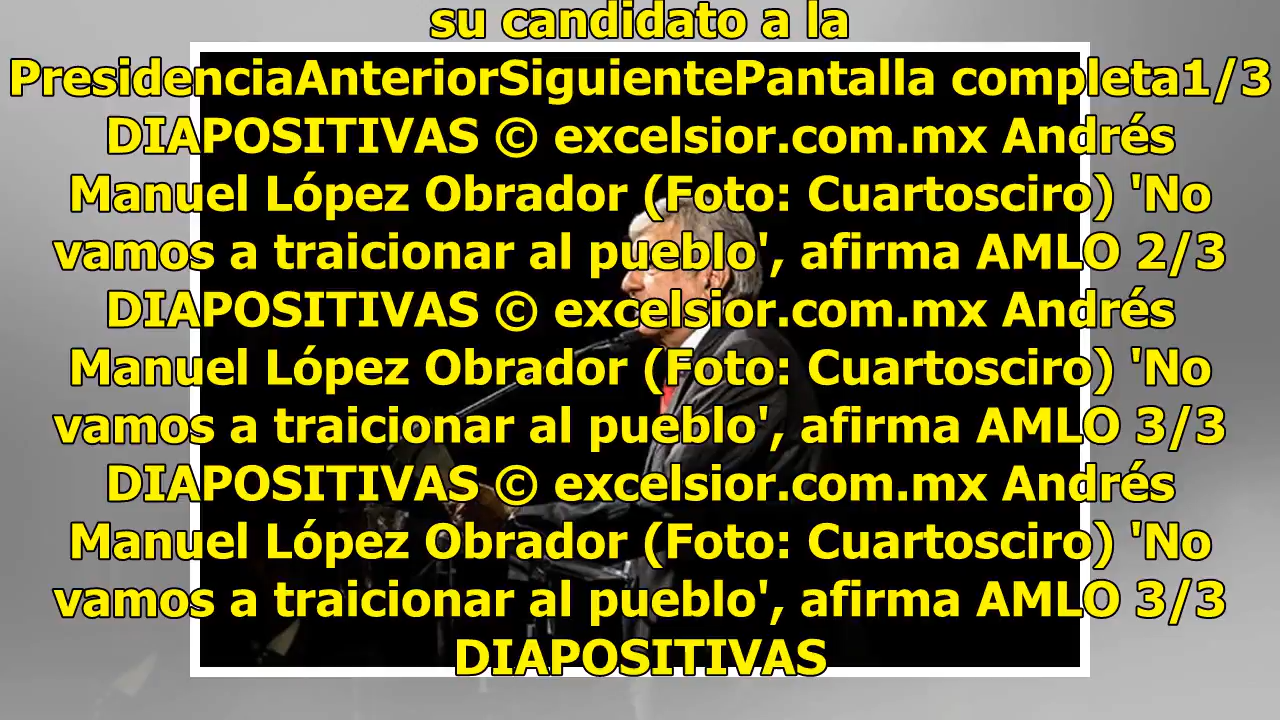 su candidato a la
PresidenciaAnteriorSiguientePantalla completa1/3
DIAPOSITIVAS © excelsior.com.mx Andrés
Manuel López Obrador (Foto: Cuartosciro) 'No
vamos a traicionar al pueblo', afirma AMLO 2/3
DIAPOSITIVAS © excelsior.com.mx Andrés
Manuel López Obrador (Foto: Cuartosciro) 'No
vamos a traicionar al pueblo', afirma AMLO 3/3
DIAPOSITIVAS © excelsior.com.mx Andrés
Manuel López Obrador (Foto: Cuartosciro) 'No
vamos a traicionar al pueblo', afirma AMLO 3/3
DIAPOSITIVAS